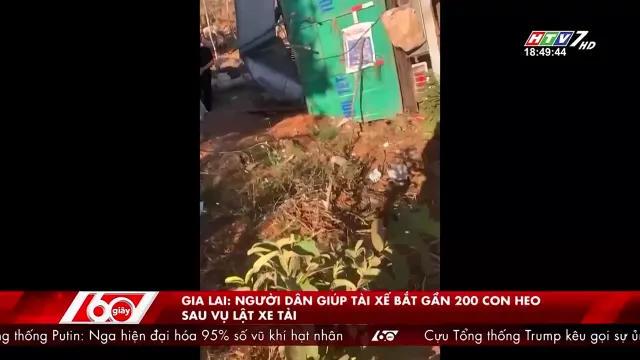 HTV7 HD
18:49:44
60 giây
GIA LAI: NGƯỜI DÂN GIÚP TÀI XẾ BẮT GẦN 200 CON HEO
SAU VỤ LẬT XE TẢI
ng thống Putin: Nga hiện đại hóa 95% số vũ khí hạt nhân 60 Cựu Tổng thống Trump kêu gọi sự ủ